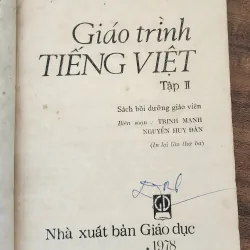 Giáo trình
TIẾNG VIỆT
Tập II
Sách bồi dưỡng giáo viên
Biên soạn: TRỊNH MẠNH
NGUYỄN HUY ĐÀN
(In lại lần thứ hai)
GD
Nhà xuất bản Giáo dục
1978